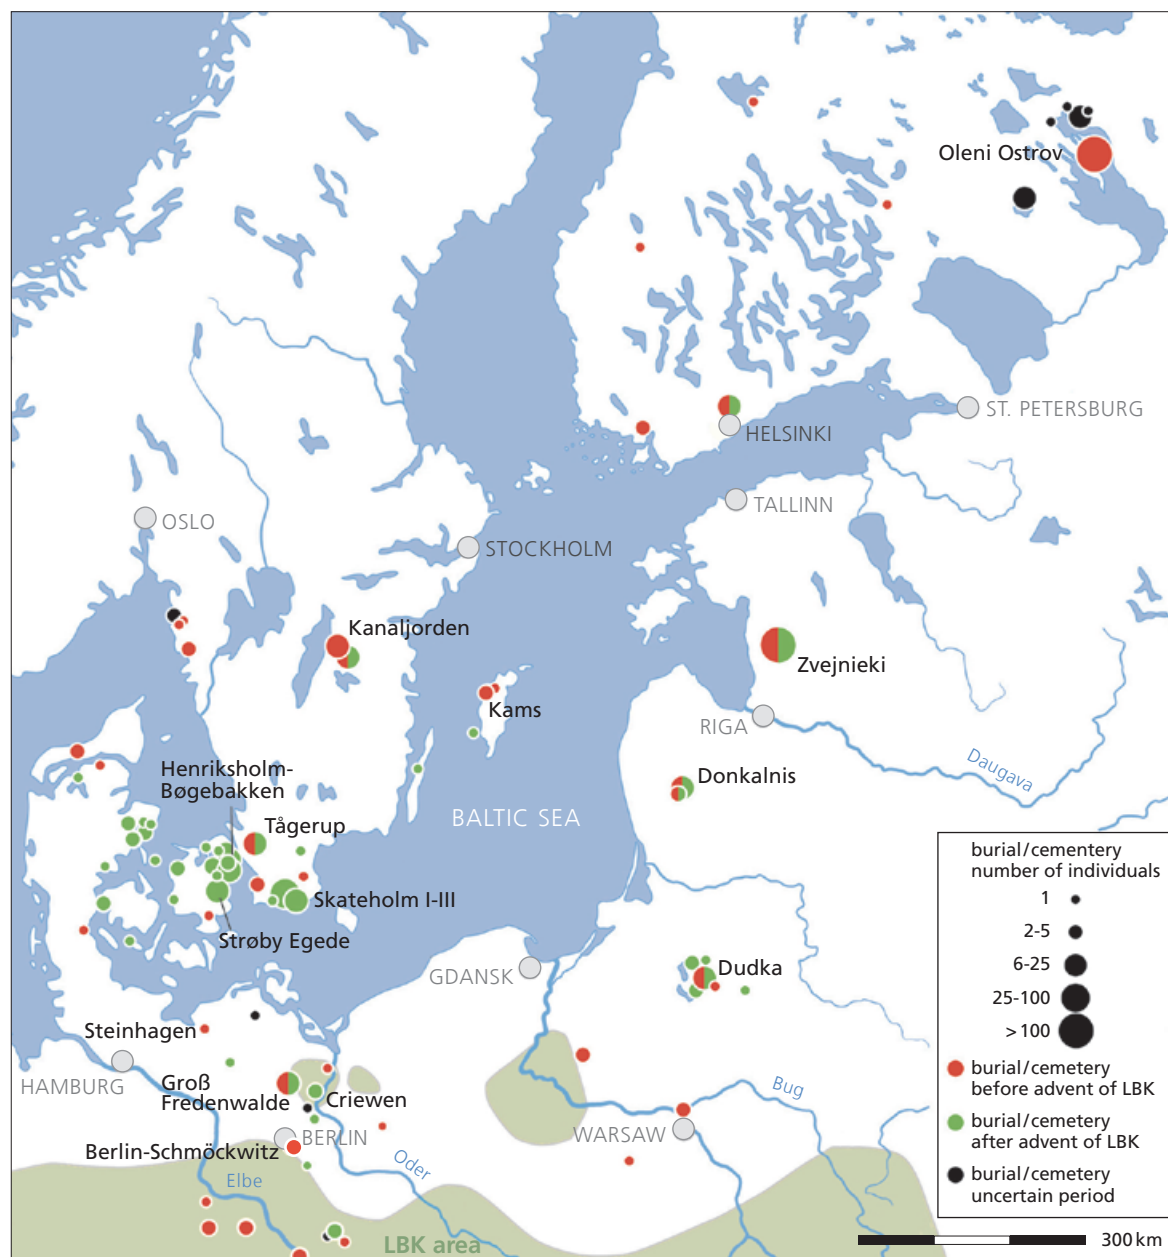 Oleni Ostrov
ST. PETERSBURG
HELSINKI
TALLINN
OSLO
STOCKHOLM
Kanaljorden
Zvejnieki
Kams
RIGA
Daugava
Henriksholm-
Bøgebakken
Donkalnis
BALTIC SEA
Tågerup
Skateholm I-III
Strøby Egede
GDANSK
Dudka
Steinhagen
HAMBURG
Groß
Fredenwalde
Criewen
Bug
WARSAW
BERLIN
Berlin-Schmöckwitz
Oder
Elbe
LBK area
burial/cementery
number of individuals
1
2-5
6-25
25-100
>100
burial/cemetery
before advent of LBK
burial/cemetery
after advent of LBK
burial/cemetery
uncertain period
300 km